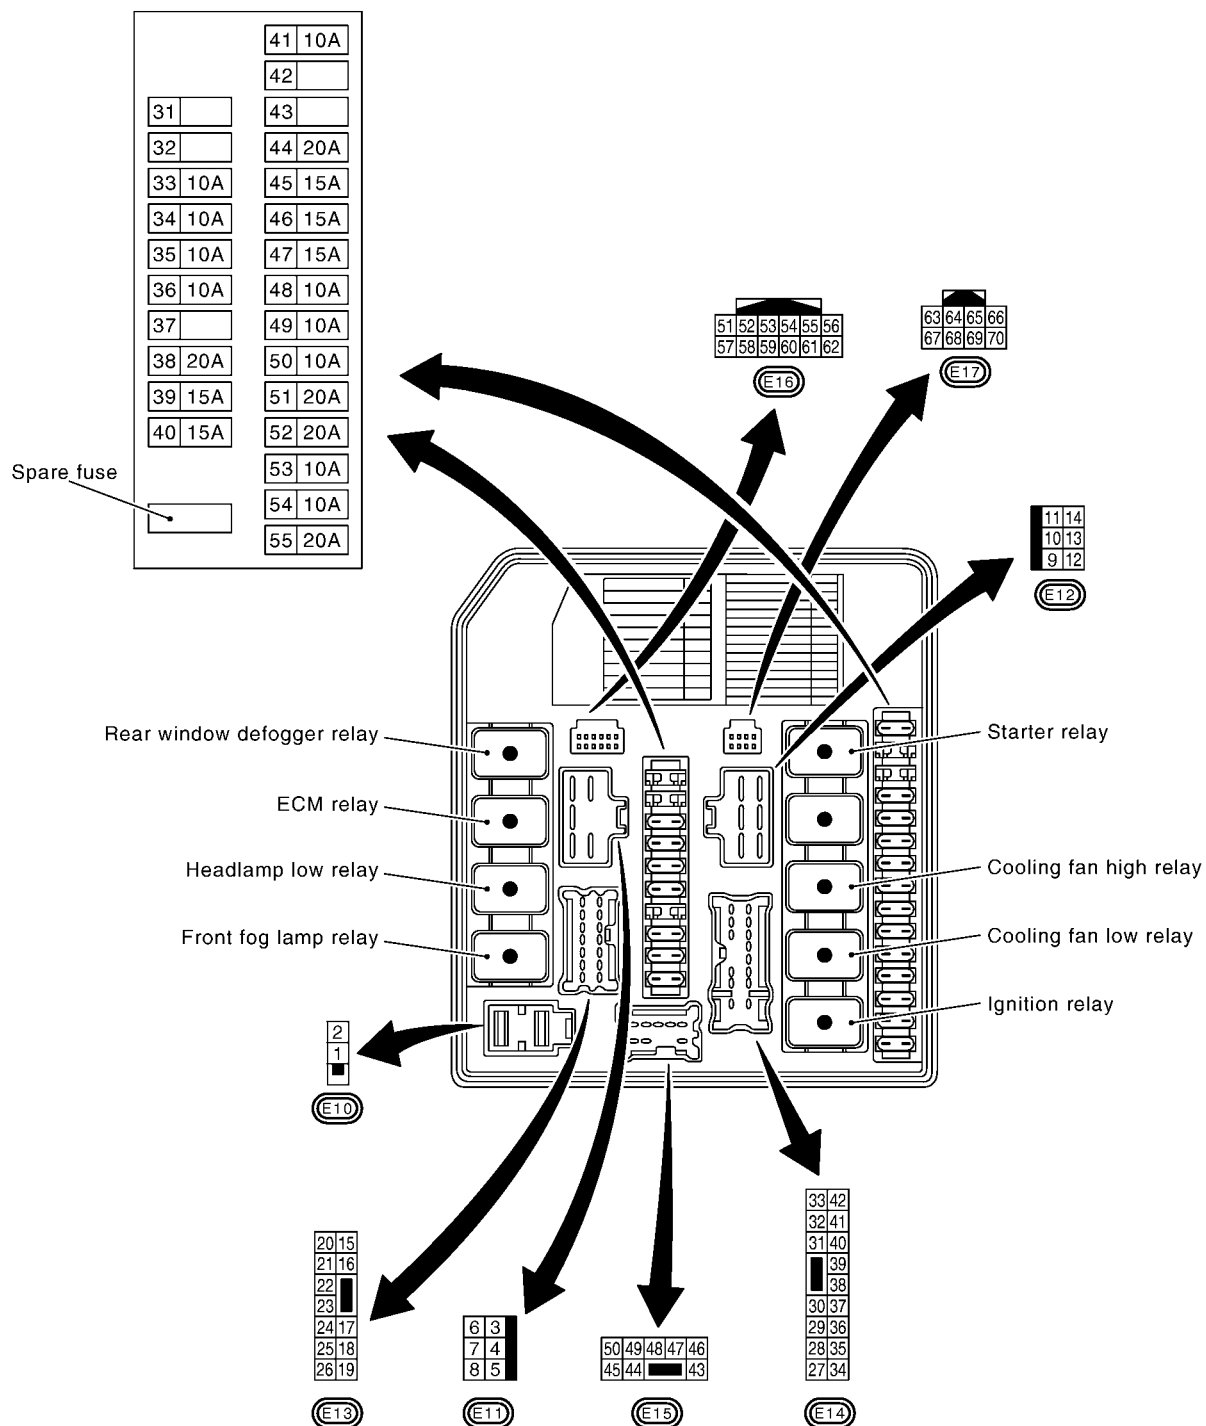 41 10A
42
31 43
32 44 20A
33 10A 45 15A
34 10A 46 15A
35 10A 47 15A
36 10A 48 10A
37 49 10A
38 20A 50 10A
39 15A 51 20A
40 15A 52 20A
53 10A
54 10A
55 20A
Spare fuse
51 52 53 54 55 56
57 58 59 60 61 62
E16
63 64 65 66
67 68 69 70
E17
11 14
10 13
9 12
E12
Rear window defogger relay
ECM relay
Headlamp low relay
Front fog lamp relay
Starter relay
Cooling fan high relay
Cooling fan low relay
Ignition relay
2
1
E10
20 15
21 16
22
23
24 17
25 18
26 19
E13
6 3
7 4
8 5
E11
50 49 48 47 46
45 44 43
E15
33 42
32 41
31 40
39
38
30 37
29 36
28 35
27 34
E14